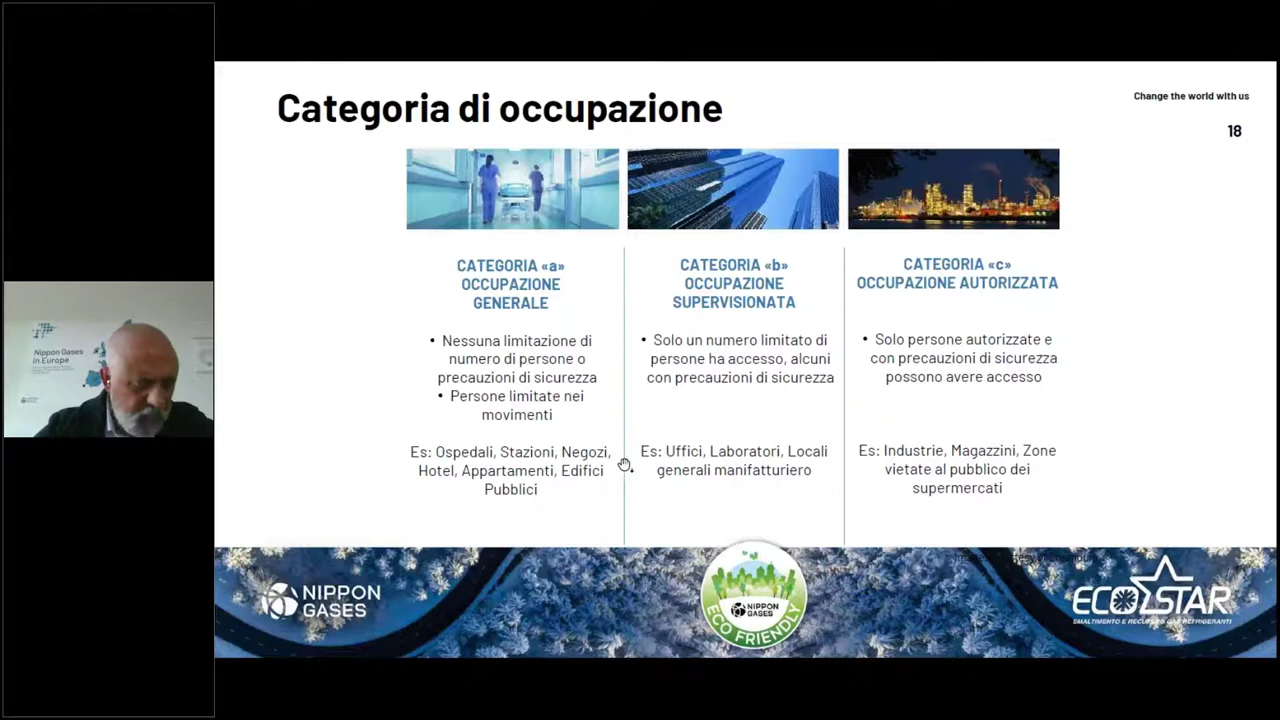 Categoria di occupazione
Change the world with us
18
CATEGORIA «a»
OCCUPAZIONE
GENERALE
• Nessuna limitazione di
numero di persone o
precauzioni di sicurezza
• Persone limitate nei
movimenti
Es: Ospedali, Stazioni, Negozi,
Hotel, Appartamenti, Edifici
Pubblici
CATEGORIA «b»
OCCUPAZIONE
SUPERVISIONATA
• Solo un numero limitato di
persone ha accesso, alcuni
con precauzioni di sicurezza
Es: Uffici, Laboratori, Locali
generali manifatturiero
CATEGORIA «c»
OCCUPAZIONE AUTORIZZATA
• Solo persone autorizzate e
con precauzioni di sicurezza
possono avere accesso
Es: Industrie, Magazzini, Zone
vietate al pubblico dei
supermercati
Nippon Gases
in Europe
NIPPON
GASES
NIPPON
GASES
ECO FRIENDLY
ECO STAR
SMALTIMENTO E RECUPERO GAS REFRIGERANTI